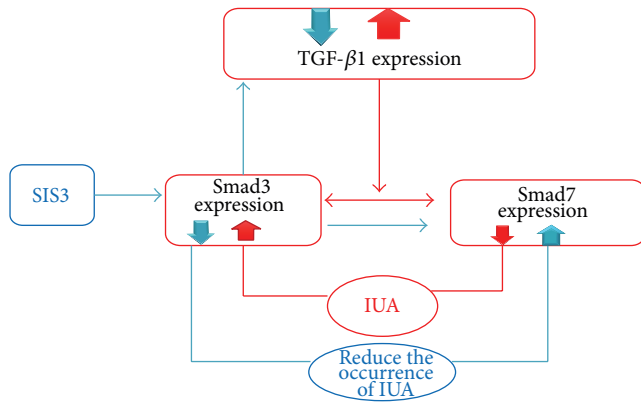 TGF-β1 expression
SIS3
Smad3
expression
Smad7
expression
IUA
Reduce the
occurrence
of IUA